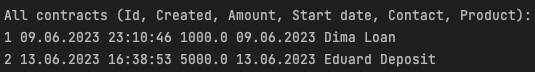 All contracts (Id, Created, Amount, Start date, Contact, Product):
1 09.06.2023 23:10:46 1000.0 09.06.2023 Dima Loan
2 13.06.2023 16:38:53 5000.0 13.06.2023 Eduard Deposit